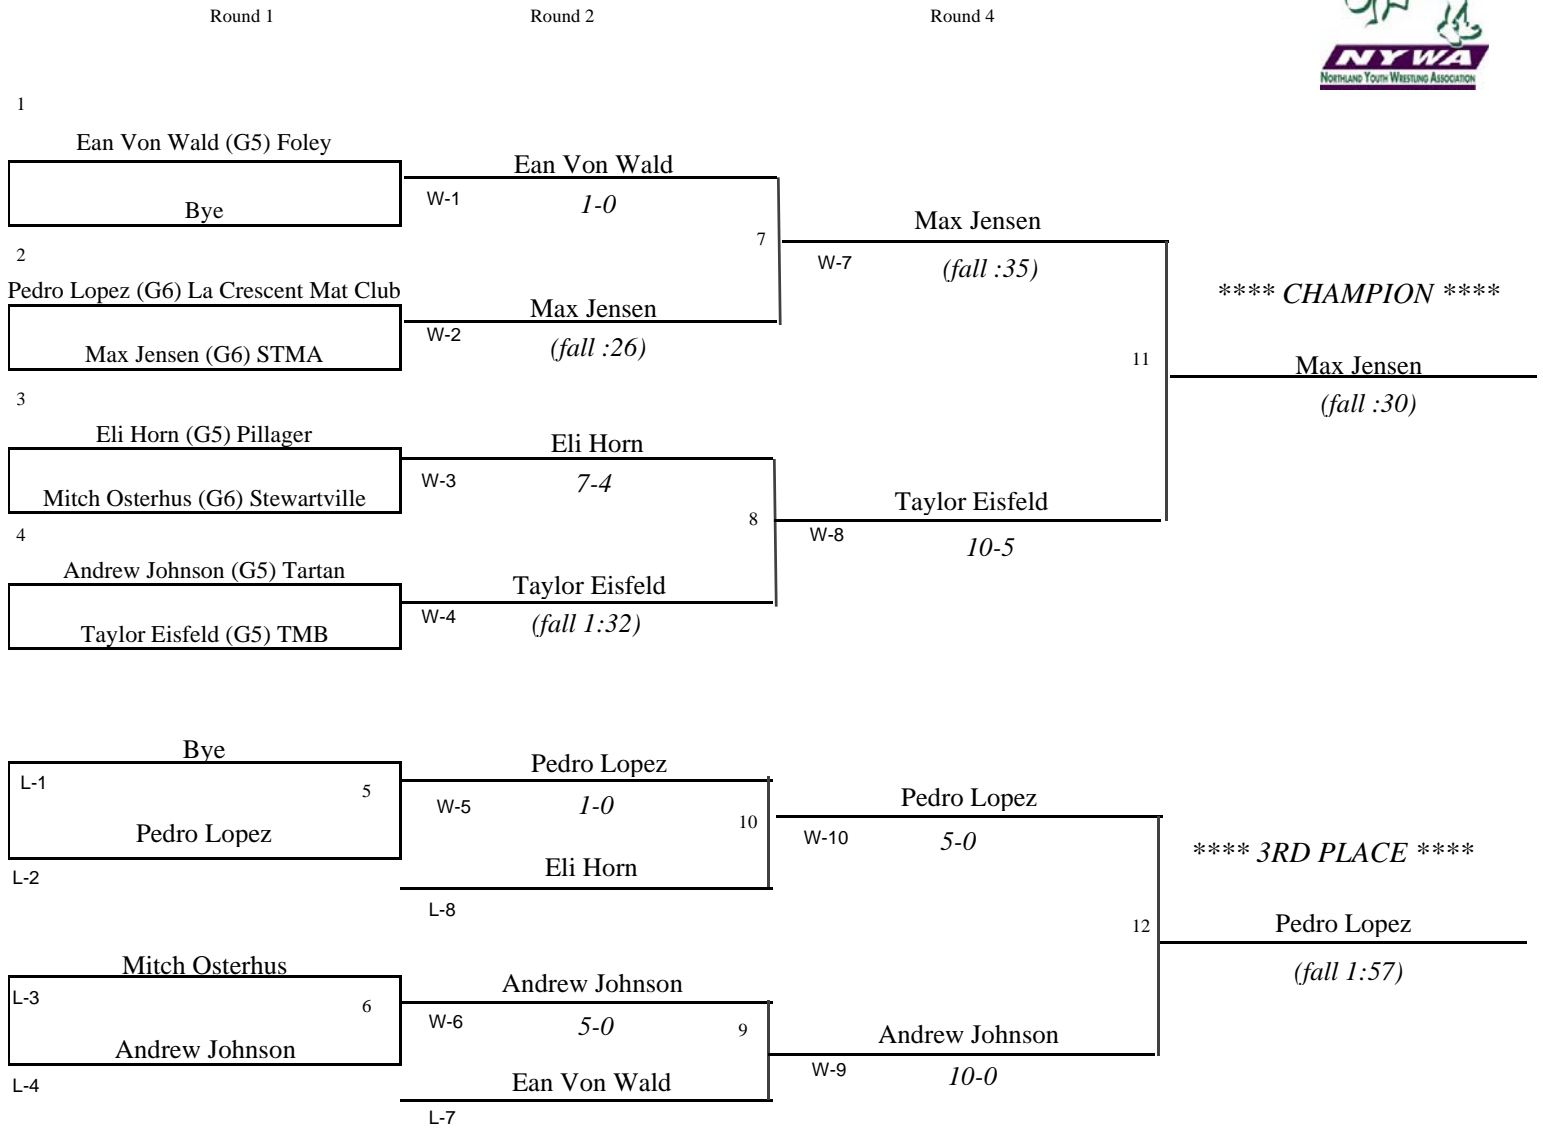 Round 1 Round 2 Round 4
NYWA
NORTHLAND YOUTH WRESTLING ASSOCIATION
1
Ean Von Wald (G5) Foley
Bye
2
Pedro Lopez (G6) La Crescent Mat Club
Max Jensen (G6) STMA
3
Eli Horn (G5) Pillager
Mitch Osterhus (G6) Stewartville
4
Andrew Johnson (G5) Tartan
Taylor Eisfeld (G5) TMB
Ean Von Wald
W-1 1-0
7
Max Jensen
W-2 (fall :26)
Eli Horn
W-3 7-4
8
Taylor Eisfeld
W-4 (fall 1:32)
Max Jensen
W-7 (fall :35)
11
Taylor Eisfeld
W-8 10-5
**** CHAMPION ****
Max Jensen
(fall :30)
Bye
L-1 5
Pedro Lopez
L-2
Mitch Osterhus
L-3 6
Andrew Johnson
L-4
Pedro Lopez
W-5 1-0
10
Eli Horn
L-8
Andrew Johnson
W-6 5-0 9
Ean Von Wald
L-7
Pedro Lopez
W-10 5-0
12
Andrew Johnson
W-9 10-0
**** 3RD PLACE ****
Pedro Lopez
(fall 1:57)